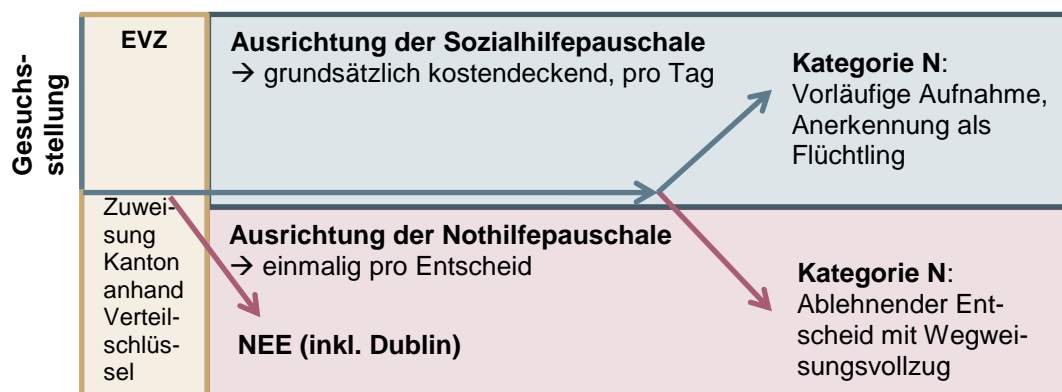 Gesuchs-
stellung
EVZ
Zuwei-
sung
Kanton
anhand
Verteil-
schlüs-
sel
Ausrichtung der Sozialhilfepauschale
→ grundsätzlich kostendeckend, pro Tag
Kategorie N:
Vorläufige Aufnahme,
Anerkennung als
Flüchtling
Ausrichtung der Nothilfepauschale
→ einmalig pro Entscheid
NEE (inkl. Dublin)
Kategorie N:
Ablehnender Ent-
scheid mit Wegwei-
sungsvollzug